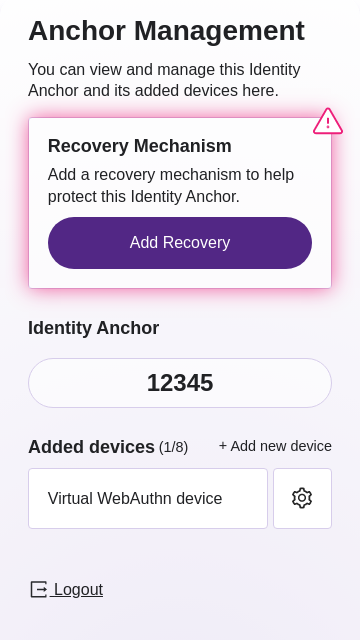 Anchor Management
You can view and manage this Identity
Anchor and its added devices here.
Recovery Mechanism
Add a recovery mechanism to help
protect this Identity Anchor.
Add Recovery
Identity Anchor
12345
Added devices (1/8) + Add new device
Virtual WebAuthn device
Logout